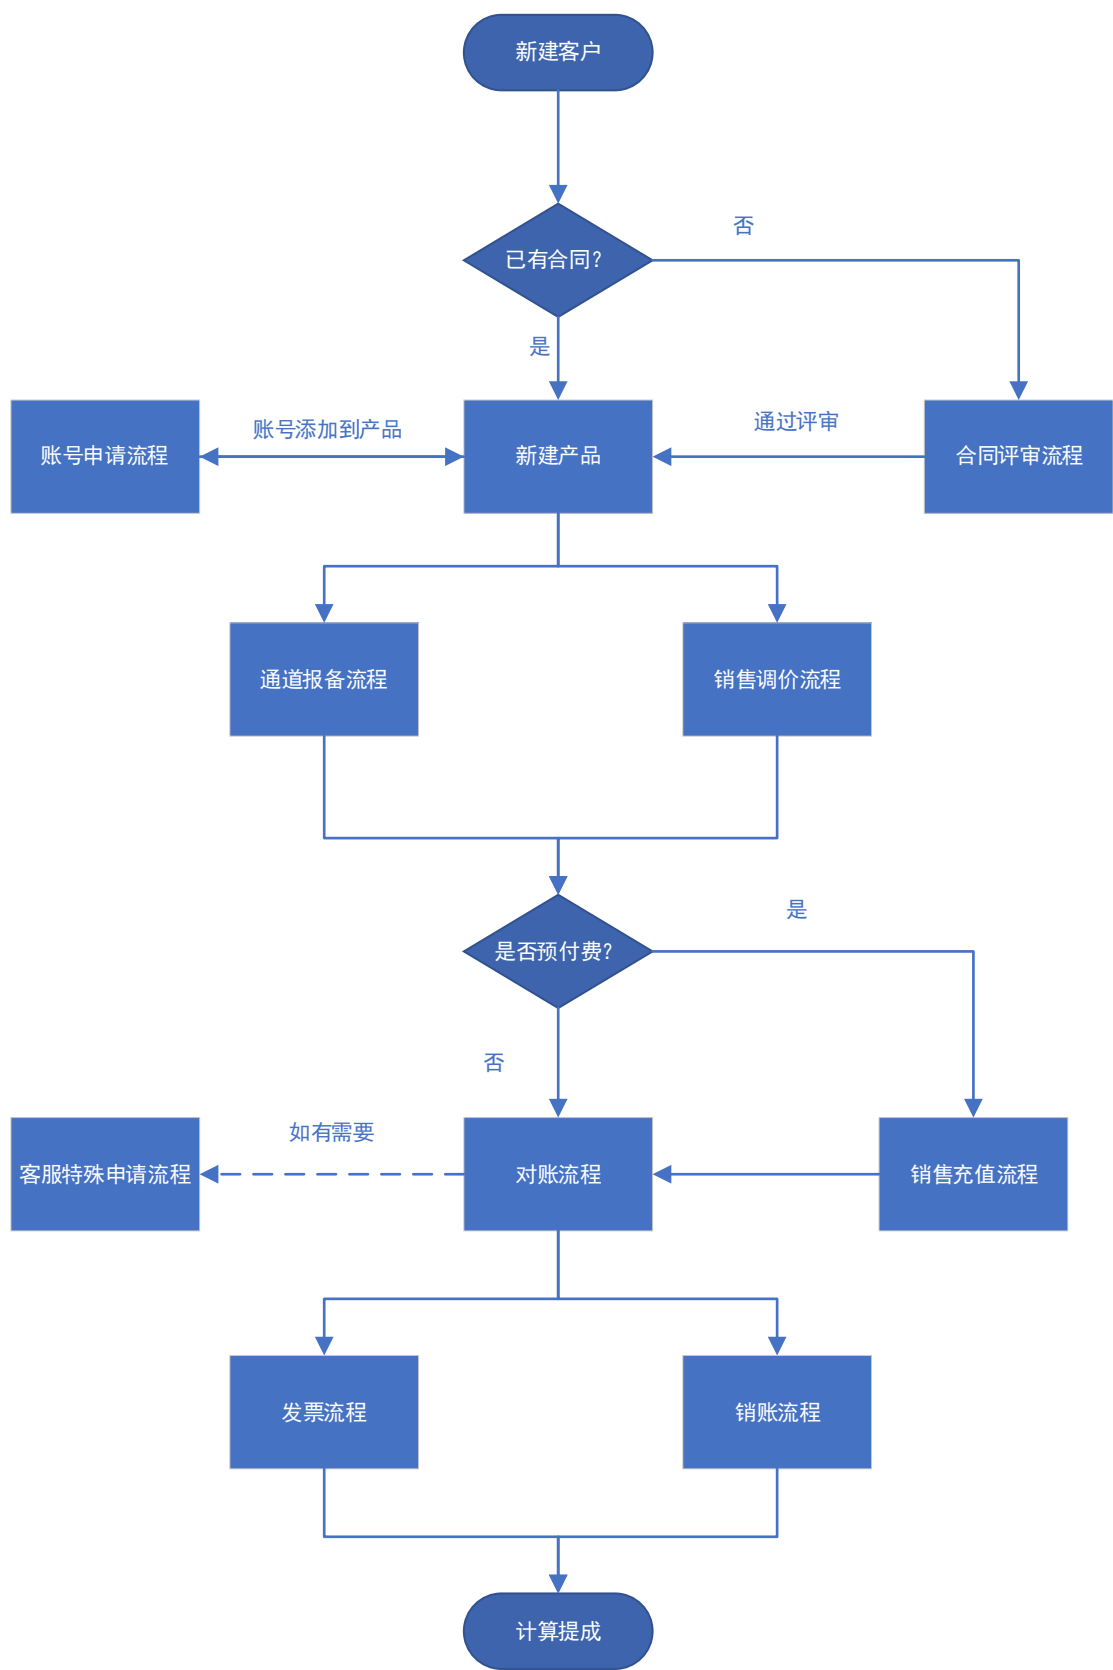 新建客户
否
已有合同?
是
账号添加到产品
通过评审
账号申请流程
新建产品
合同评审流程
通道报备流程
销售调价流程
是
是否预付费?
否
如有需要
客服特殊申请流程
对账流程
销售充值流程
发票流程
销账流程
计算提成